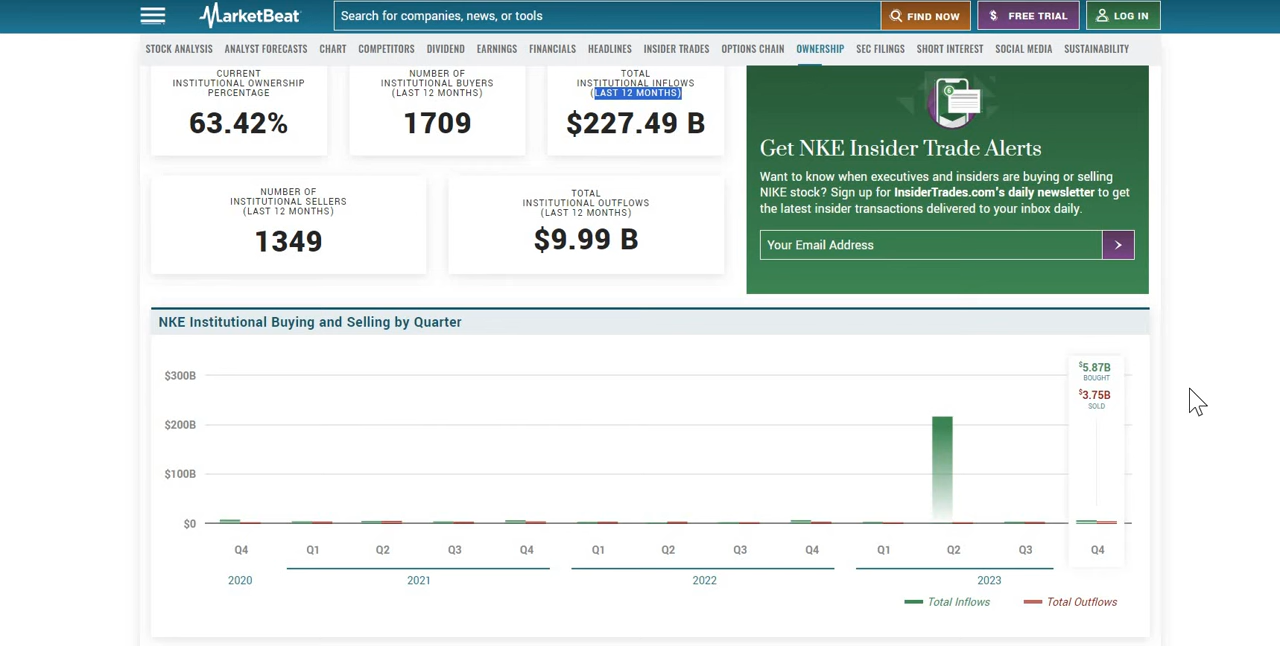 MarketBeat
Search for companies, news, or tools
FIND NOW
$ FREE TRIAL
LOG IN
STOCK ANALYSIS ANALYST FORECASTS CHART COMPETITORS DIVIDEND EARNINGS FINANCIALS HEADLINES INSIDER TRADES OPTIONS CHAIN OWNERSHIP SEC FILINGS SHORT INTEREST SOCIAL MEDIA SUSTAINABILITY
CURRENT
INSTITUTIONAL OWNERSHIP
PERCENTAGE
63.42%
NUMBER OF
INSTITUTIONAL BUYERS
(LAST 12 MONTHS)
1709
TOTAL
INSTITUTIONAL INFLOWS
(LAST 12 MONTHS)
$227.49 B
NUMBER OF
INSTITUTIONAL SELLERS
(LAST 12 MONTHS)
1349
TOTAL
INSTITUTIONAL OUTFLOWS
(LAST 12 MONTHS)
$9.99 B
Get NKE Insider Trade Alerts
Want to know when executives and insiders are buying or selling
NIKE stock? Sign up for InsiderTrades.com's daily newsletter to get
the latest insider transactions delivered to your inbox daily.
Your Email Address
NKE Institutional Buying and Selling by Quarter
$300B
$200B
$100B
$0
$5.87B
BOUGHT
$3.75B
SOLD
Q4 Q1 Q2 Q3 Q4 Q1 Q2 Q3 Q4 Q1 Q2 Q3 Q4
2020 2021 2022 2023
Total Inflows Total Outflows